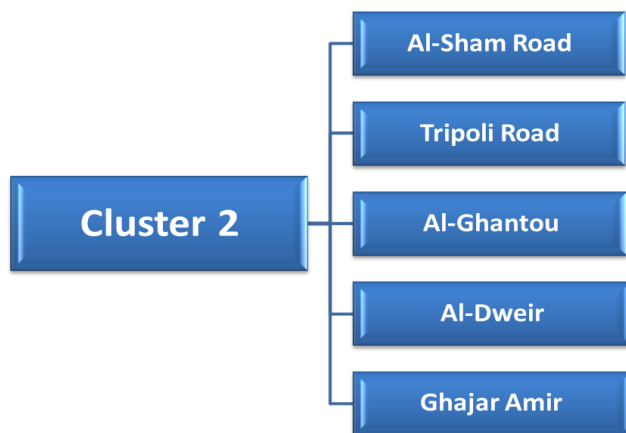 Cluster 2
Al-Sham Road
Tripoli Road
Al-Ghantou
Al-Dweir
Ghajar Amir